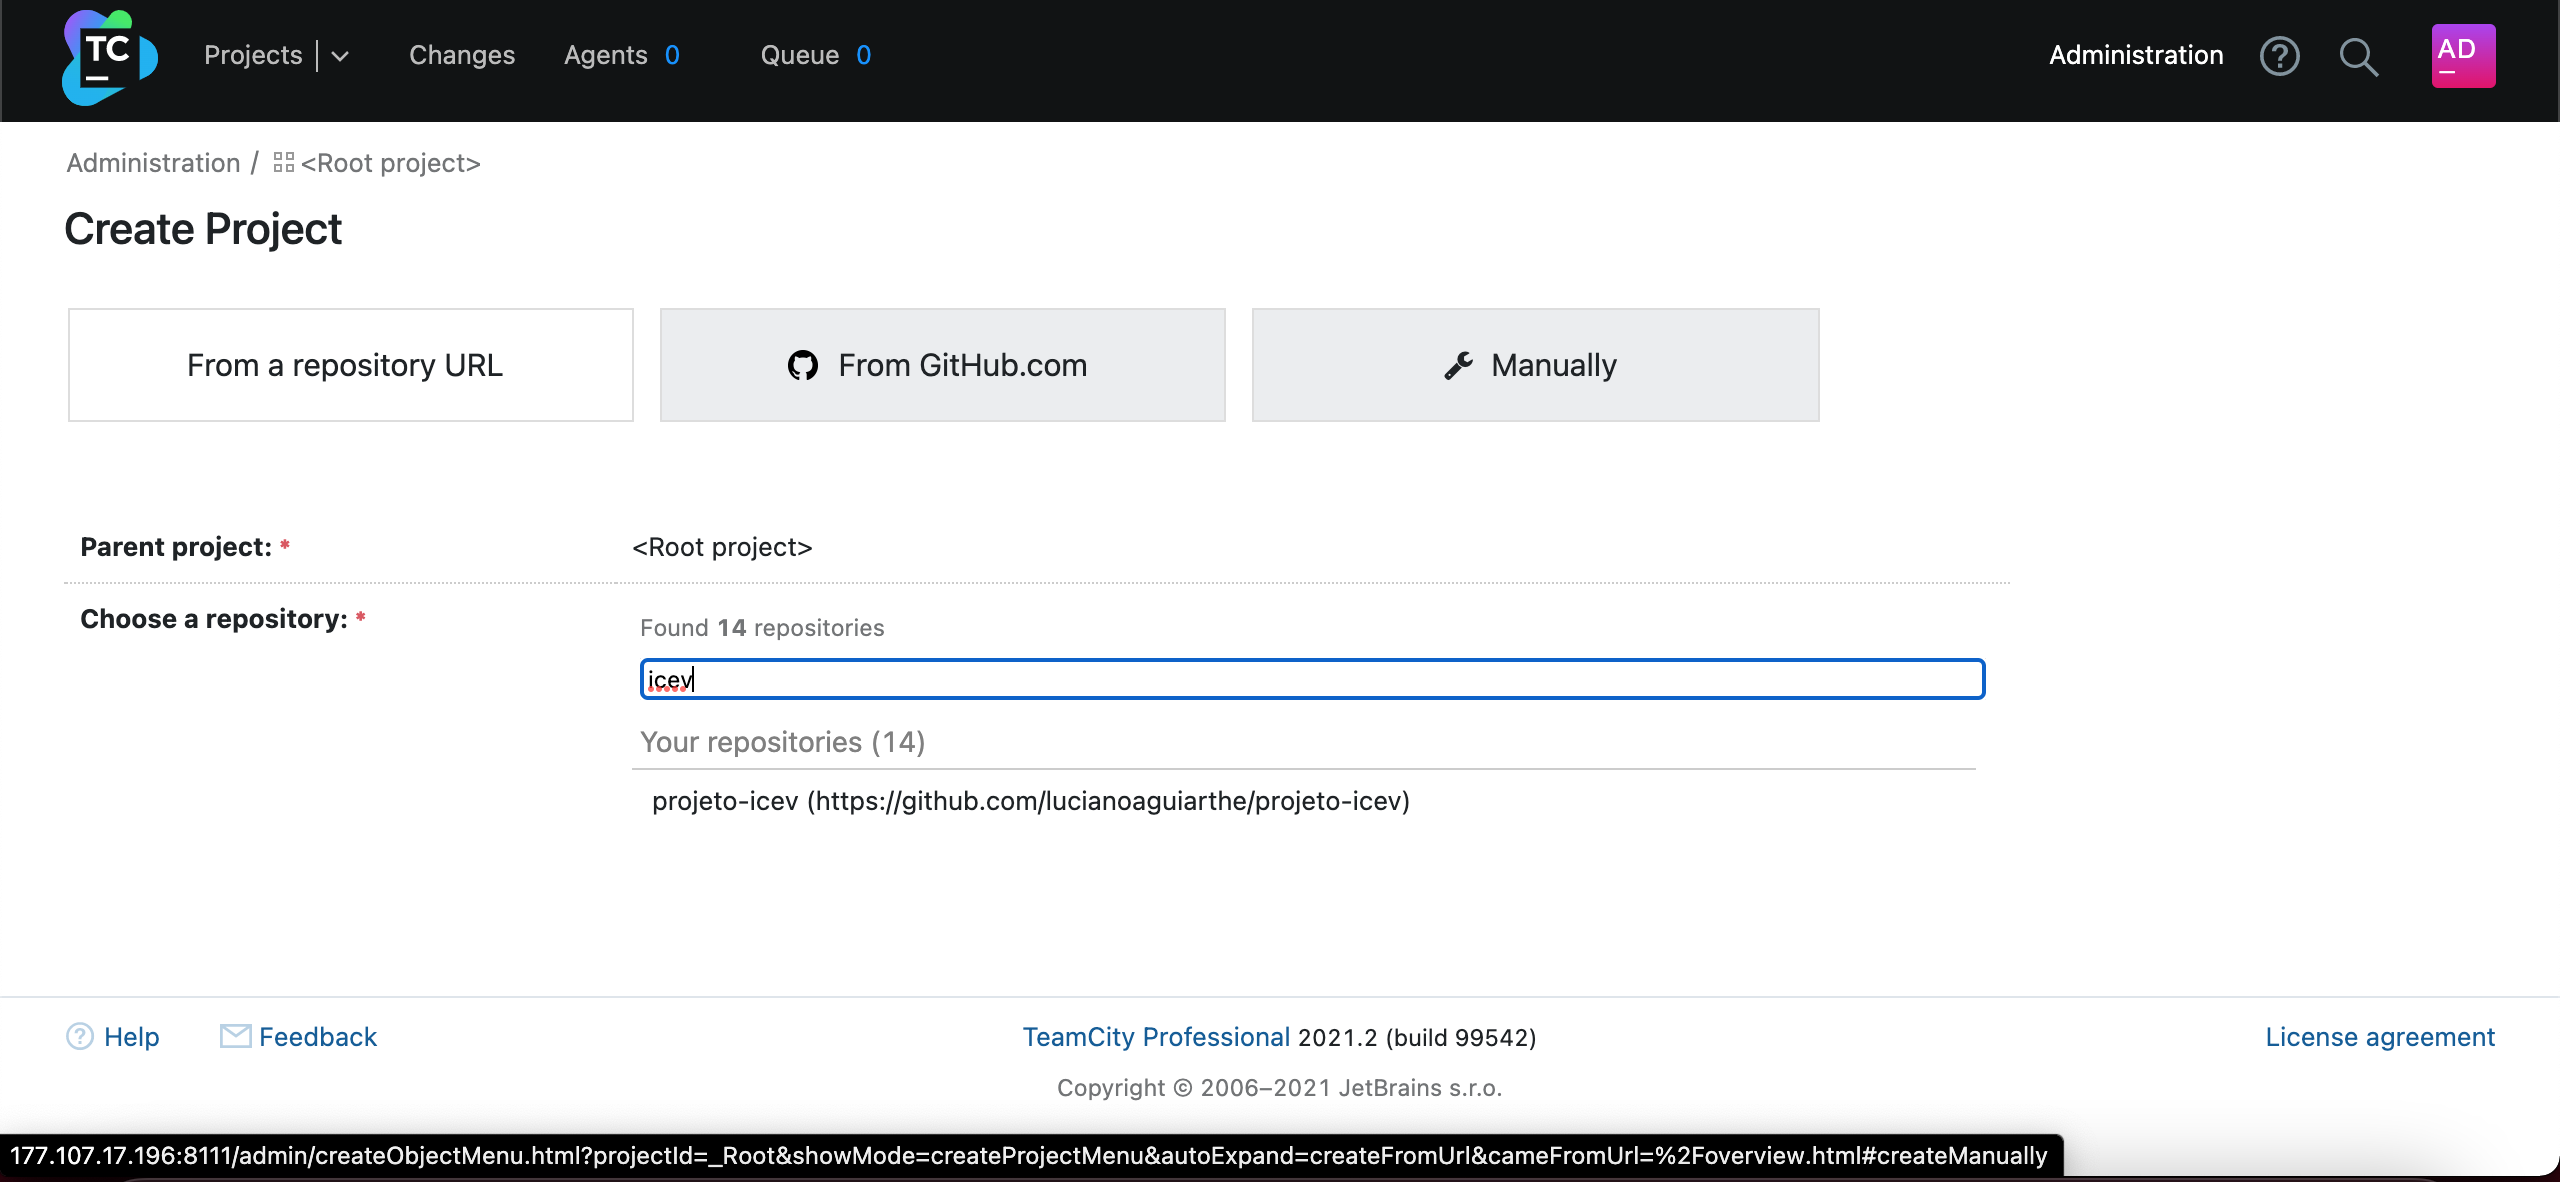 TC Projects Changes Agents 0 Queue 0 Administration AD
Administration / <Root project>
Create Project
From a repository URL From GitHub.com Manually
Parent project: * <Root project>
Choose a repository: * Found 14 repositories
icev
Your repositories (14)
projeto-icev (https://github.com/lucianoaguiarthe/projeto-icev)
Help Feedback TeamCity Professional 2021.2 (build 99542) License agreement
Copyright © 2006–2021 JetBrains s.r.o.
177.107.17.196:8111/admin/createObjectMenu.html?projectId=_Root&showMode=createProjectMenu&autoExpand=createFromUrl&cameFromUrl=%2Foverview.html#createManually